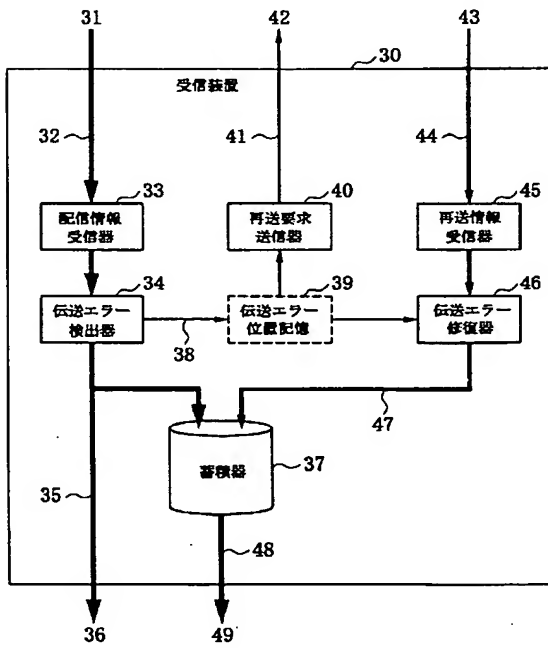 31
42
43
30
受信装置
32
41
44
33
40
45
配信情報
受信器
再送要求
送信器
再送情報
受信器
34
39
46
伝送エラー
検出器
伝送エラー
位置記憶
伝送エラー
修復器
38
47
蓄積器
37
35
48
36
49